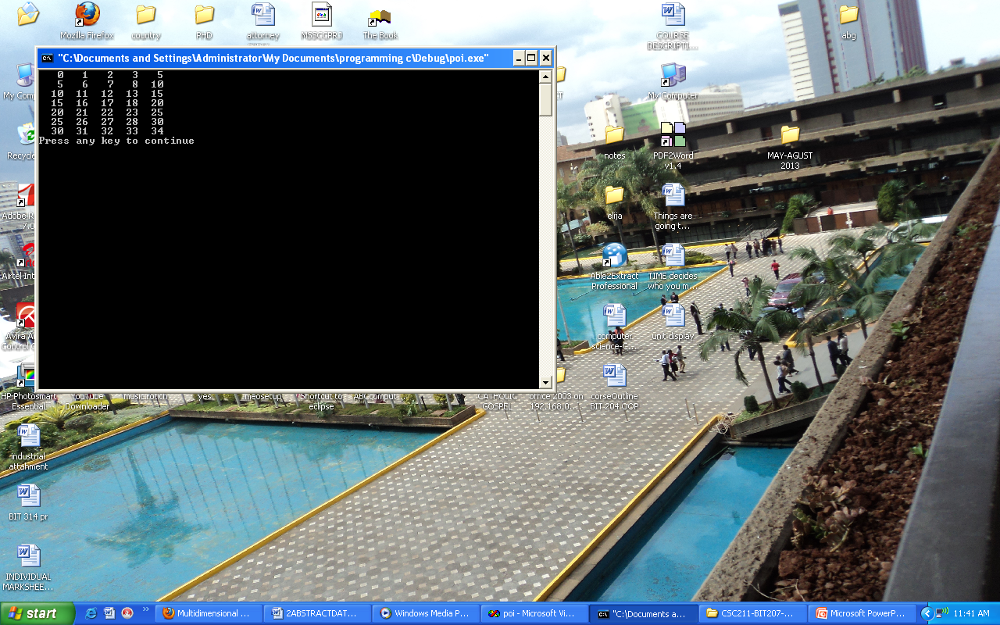 Mozilla Firefox
country
PHD
attorney
MSSCCPRJ
The Book
COURSE
DESCRIPTI...
abg
"C:\Documents and Settings\Administrator\My Documents\programming c\Debug\poi.exe"
0 1 2 3 5
5 6 7 8 10
10 11 12 13 15
15 16 17 18 20
20 21 22 23 25
25 26 27 28 30
30 31 32 33 34
Press any key to continue
My Com
My Computer
Recycle
notes
PDF2Word
v1.4
MAY-AGUST
2013
Adobe R
-7.0
elija
Things are
going t...
Airtel Int
Able2Extract
Professional
TIME decides
who you m...
Avira A
Control C
computer
science-C...
unit-display
HP Photosmart
Essential
YouTube
Downloader
musicirotich
yes
meosetup
Shortcut to
eclipse
ABCcomput...
CATHOLIC
GOSPEL
office 2003 on
192.168.0....
corseOutline
BIT 204 OOP
industrial
attahment
BIT 314 pr
INDIVIDUAL
MARKSHEE...
start
Multidimensional ...
2ABSTRACTDAT...
Windows Media P...
poi - Microsoft Vi...
"C:\Documents a...
CSC211-BIT207-...
Microsoft PowerP...
11:41 AM